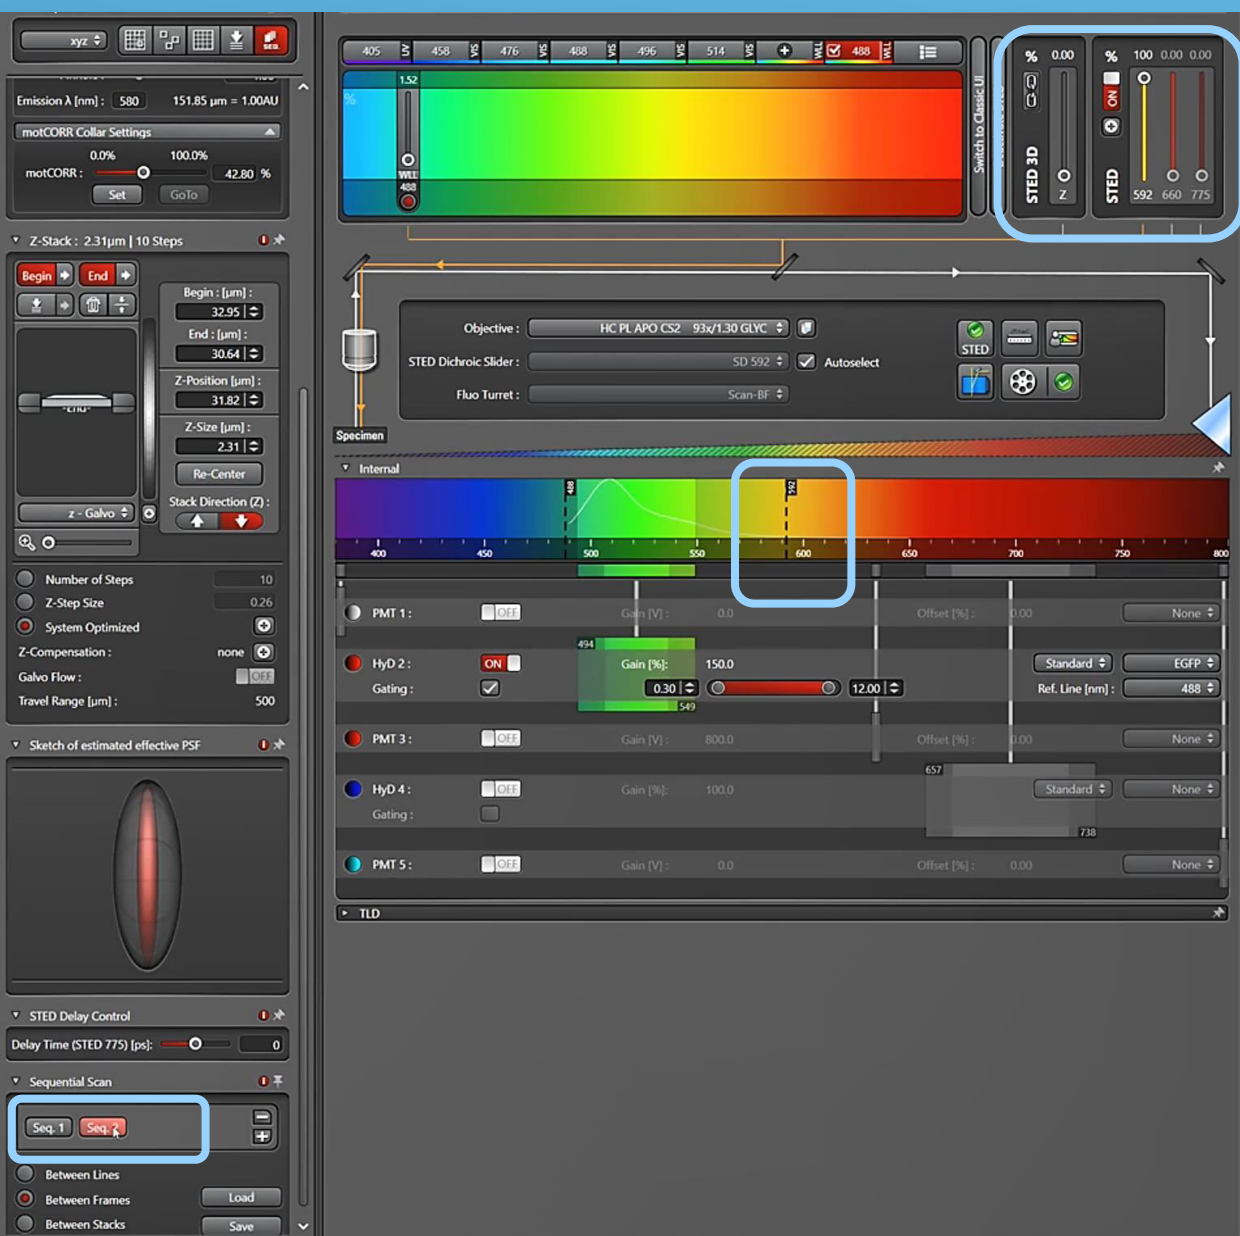 xyz
SEQ.
Emission λ [nm] : 580 151.85 µm = 1.00AU
motCORR Collar Settings
0.0% 100.0%
motCORR : 42.80 %
Set GoTo
Z-Stack : 2.31µm | 10 Steps
Begin End
Begin : [µm] :
32.95
End : [µm] :
30.64
Z-Position [µm] :
31.82
Z-Size [µm] :
2.31
Re-Center
Stack Direction (Z) :
-End-
z - Galvo
Number of Steps 10
Z-Step Size 0.26
System Optimized
Z-Compensation : none
Galvo Flow : OFF
Travel Range [µm] : 500
Sketch of estimated effective PSF
STED Delay Control
Delay Time (STED 775) [ps]: 0
Sequential Scan
Seq. 1 Seq. 2
Between Lines
Between Frames Load
Between Stacks Save
405 UV 458 VIS 476 VIS 488 VIS 496 VIS 514 VIS WLL 488 WLL
%
1.52
WLL
488
Switch to Classic UI
% 0.00
STED 3D
Z
% 100 0.00 0.00
ON
STED
592 660 775
Objective : HC PL APO CS2 93x/1.30 GLYC
STED Dichroic Slider : SD 592 Autoselect
Fluo Turret : Scan-BF
STED
Specimen
Internal
488 592
400 450 500 550 600 650 700 750 800
PMT 1 : OFF Gain [V] : 0.0 Offset [%] : 0.00 None
494
HyD 2 : ON Gain [%]: 150.0 Standard EGFP
Gating : 0.30 12.00 Ref. Line [nm] : 488
549
PMT 3 : OFF Gain [V] : 800.0 Offset [%] : 0.00 None
657
HyD 4 : OFF Gain [%]: 100.0 Standard None
Gating :
738
PMT 5 : OFF Gain [V] : 0.0 Offset [%] : 0.00 None
TLD